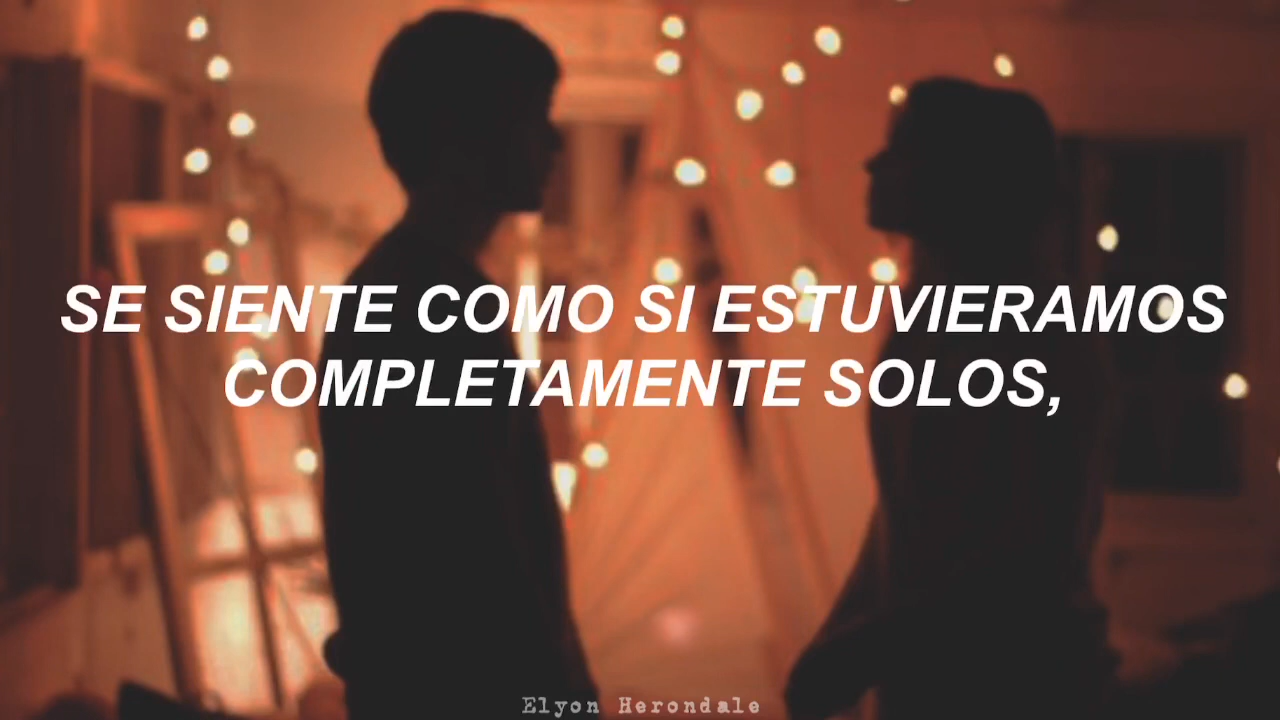 SE SIENTE COMO SI ESTUVIERAMOS
COMPLETAMENTE SOLOS,
Elyon Herondale